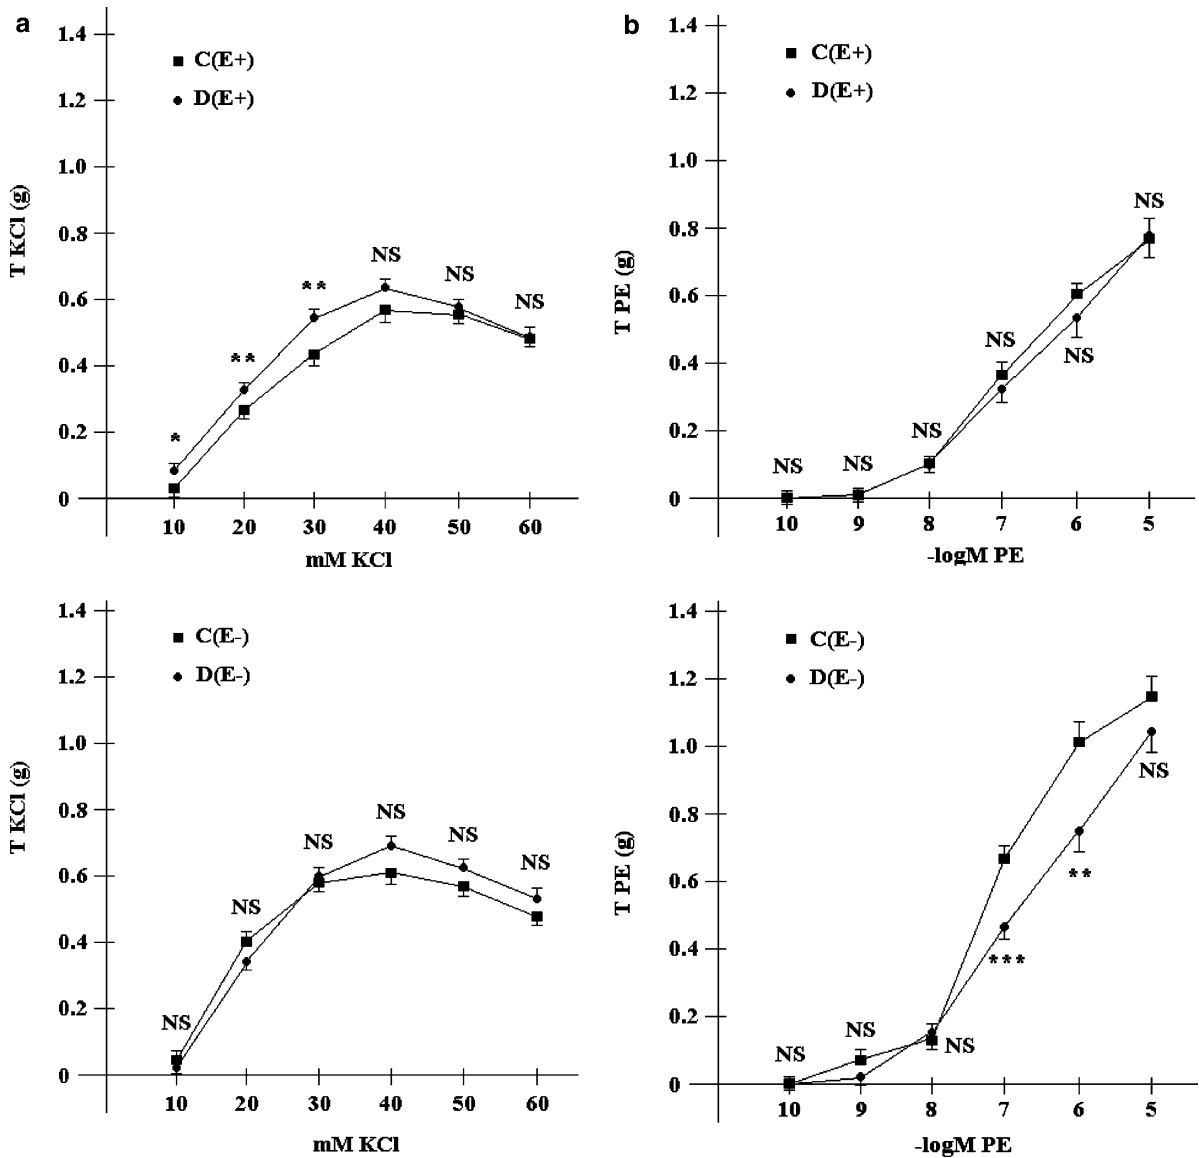 a
1.4
1.2
1.0
0.8
0.6
0.4
0.2
0
T KCl (g)
C(E+)
D(E+)
*
**
**
NS
NS
NS
10 20 30 40 50 60
mM KCl
b
1.4
1.2
1.0
0.8
0.6
0.4
0.2
0
T PE (g)
C(E+)
D(E+)
NS
NS
NS
NS
NS
NS
10 9 8 7 6 5
-logM PE
1.4
1.2
1.0
0.8
0.6
0.4
0.2
0
T KCl (g)
C(E-)
D(E-)
NS
NS
NS
NS
NS
NS
10 20 30 40 50 60
mM KCl
1.4
1.2
1.0
0.8
0.6
0.4
0.2
0
T PE (g)
C(E-)
D(E-)
NS
NS
NS
***
**
NS
10 9 8 7 6 5
-logM PE